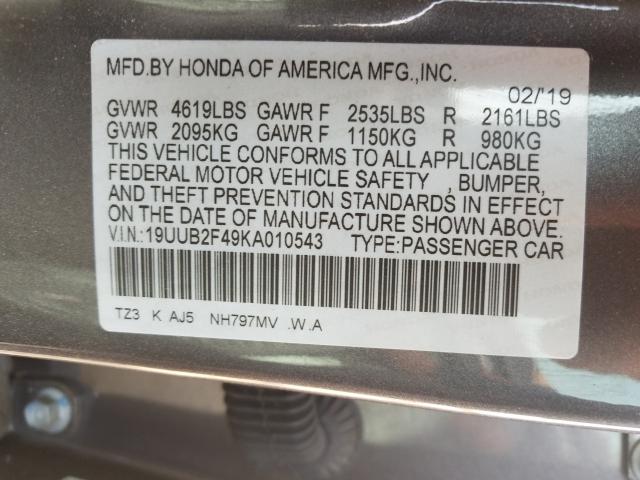 MFD.BY HONDA OF AMERICA MFG.,INC.
02/'19
GVWR 4619LBS GAWR F 2535LBS R 2161LBS
GVWR 2095KG GAWR F 1150KG R 980KG
THIS VEHICLE CONFORMS TO ALL APPLICABLE
FEDERAL MOTOR VEHICLE SAFETY , BUMPER,
AND THEFT PREVENTION STANDARDS IN EFFECT
ON THE DATE OF MANUFACTURE SHOWN ABOVE.
V.I.N.:19UUB2F49KA010543 TYPE:PASSENGER CAR
TZ3 K AJ5 NH797MV .W.A